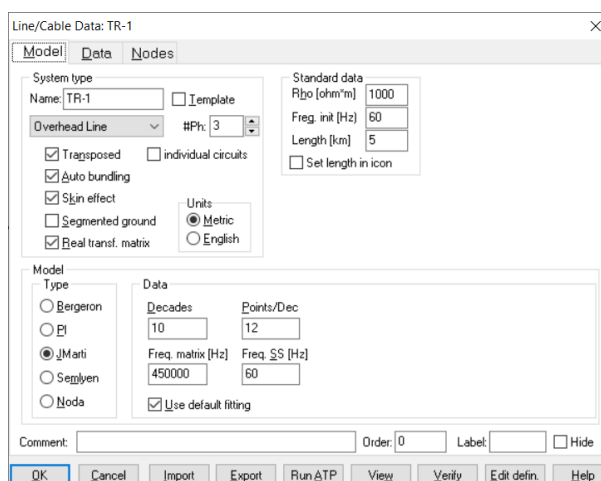 Line/Cable Data: TR-1
Model Data Nodes
System type
Name: TR-1 Template
Overhead Line #Ph: 3
Transposed individual circuits
Auto bundling
Skin effect
Segmented ground
Real transf. matrix
Units
Metric
English
Standard data
Rho [ohm*m] 1000
Freq. init [Hz] 60
Length [km] 5
Set length in icon
Model
Type
Bergeron
PI
JMarti
Semlyen
Noda
Data
Decades Points/Dec
10 12
Freq. matrix [Hz] Freq. SS [Hz]
450000 60
Use default fitting
Comment: Order: 0 Label: Hide
OK Cancel Import Export Run ATP View Verify Edit defin. Help